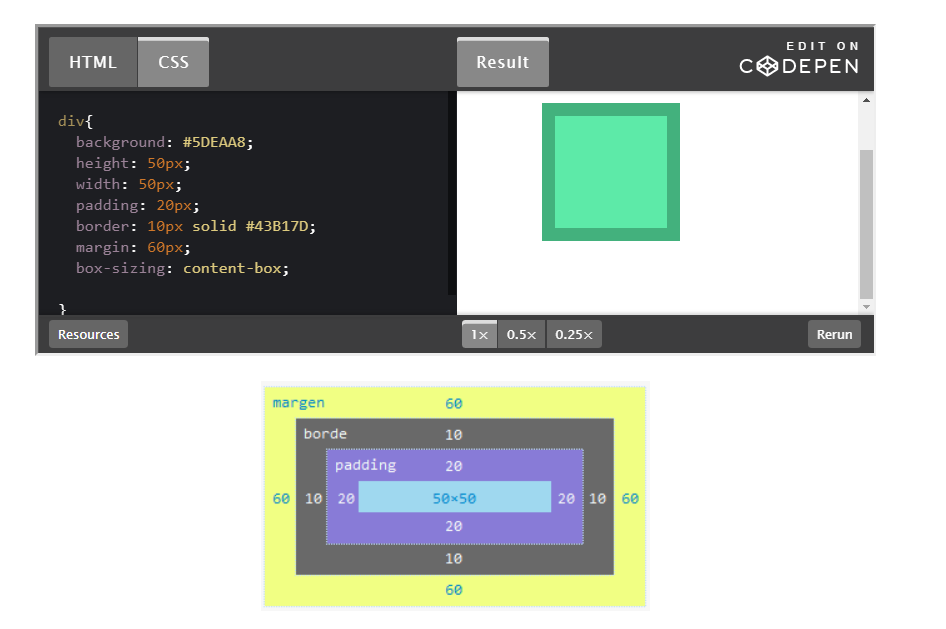 HTML CSS Result EDIT ON
CODEPEN
div{
background: #5DEAA8;
height: 50px;
width: 50px;
padding: 20px;
border: 10px solid #43B17D;
margin: 60px;
box-sizing: content-box;
}
Resources 1× 0.5× 0.25× Rerun
margen 60
borde 10
padding 20
60 10 20 50×50 20 10 60
20
10
60